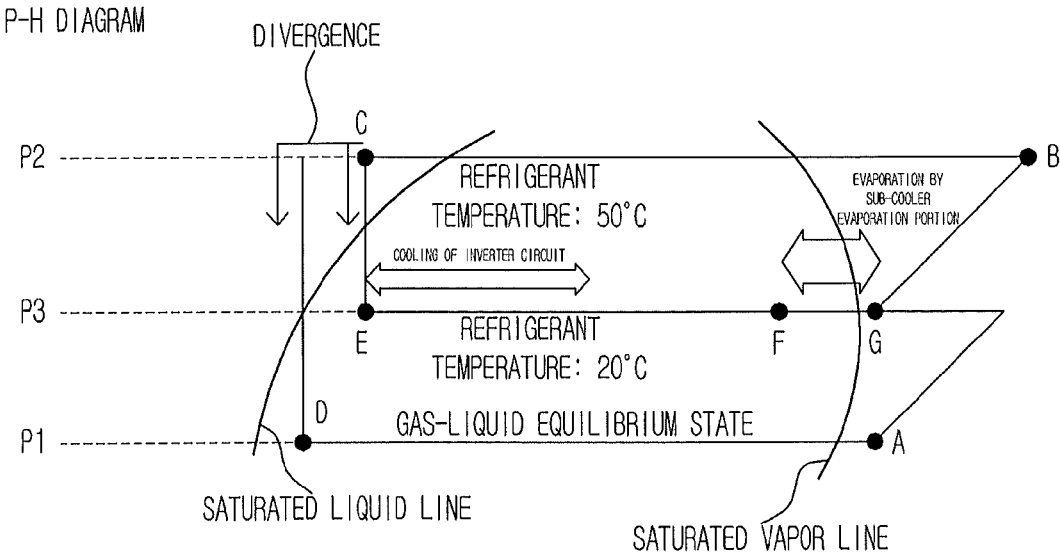 P-H DIAGRAM
DIVERGENCE
C
P2
B
REFRIGERANT
TEMPERATURE: 50°C
EVAPORATION BY
SUB-COOLER
EVAPORATION PORTION
COOLING OF INVERTER CIRCUIT
P3
E
REFRIGERANT
TEMPERATURE: 20°C
F
G
D
GAS-LIQUID EQUILIBRIUM STATE
P1
A
SATURATED LIQUID LINE
SATURATED VAPOR LINE